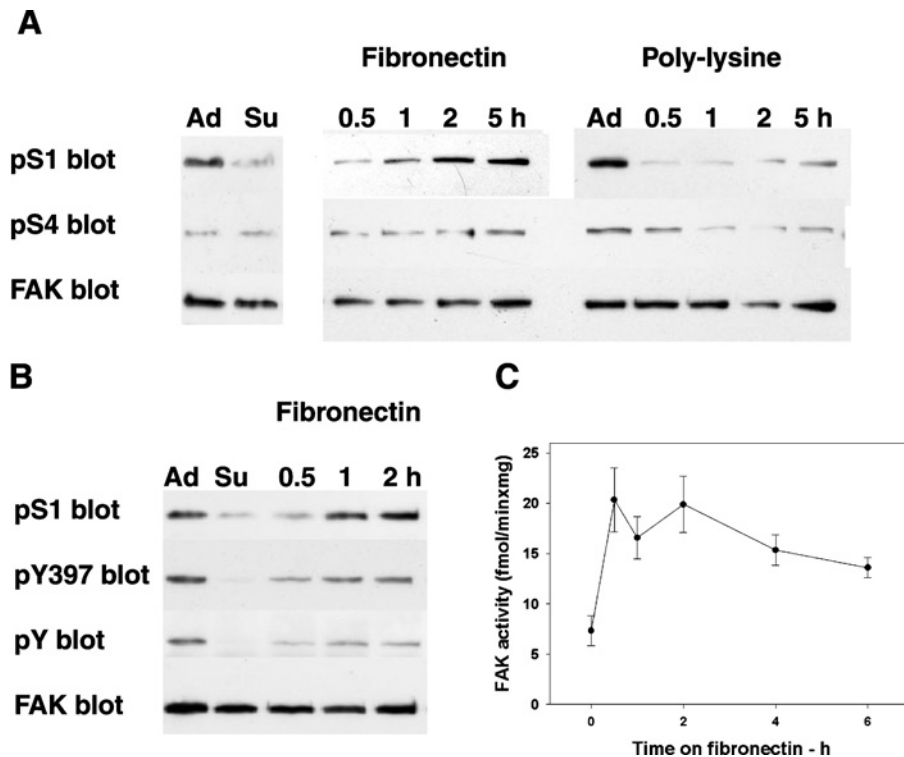 A
Fibronectin Poly-lysine
Ad Su 0.5 1 2 5 h Ad 0.5 1 2 5 h
pS1 blot
pS4 blot
FAK blot
B
Fibronectin
Ad Su 0.5 1 2 h
pS1 blot
pY397 blot
pY blot
FAK blot
C
FAK activity (fmol/minxmg)
25
20
15
10
5
0
0 2 4 6
Time on fibronectin - h